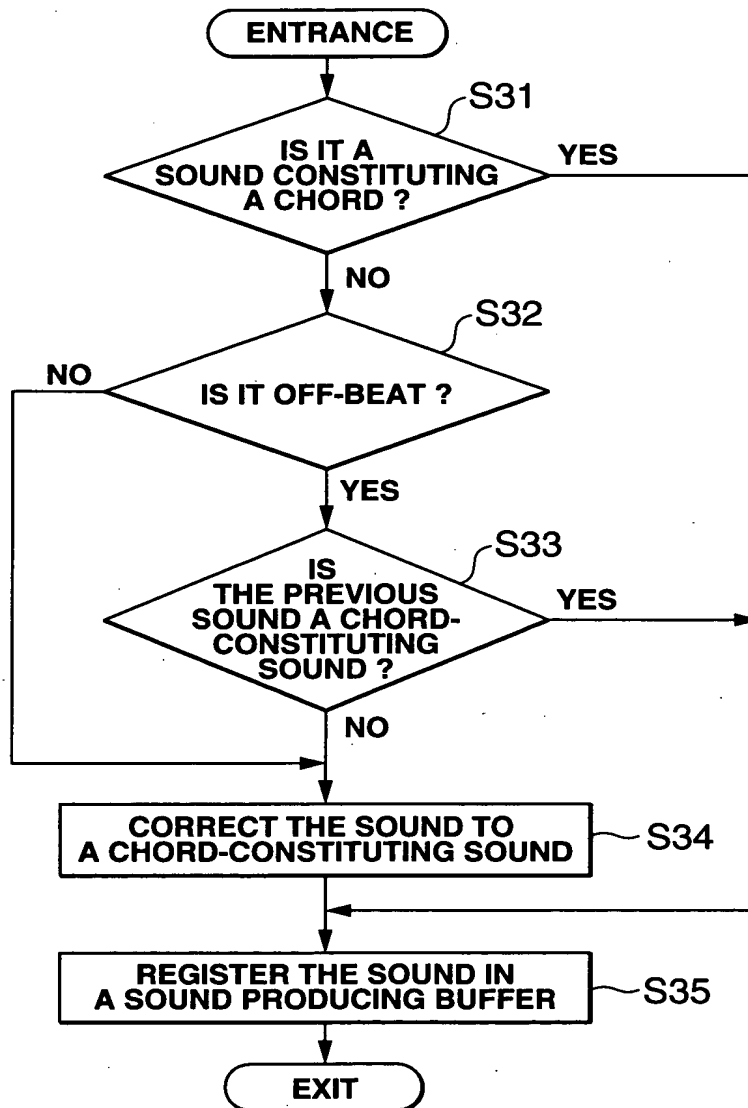 ENTRANCE
S31
IS IT A
SOUND CONSTITUTING
A CHORD ?
YES
NO
S32
NO
IS IT OFF-BEAT ?
YES
S33
IS
THE PREVIOUS
SOUND A CHORD-
CONSTITUTING
SOUND ?
YES
NO
CORRECT THE SOUND TO
A CHORD-CONSTITUTING SOUND
S34
REGISTER THE SOUND IN
A SOUND PRODUCING BUFFER
S35
EXIT